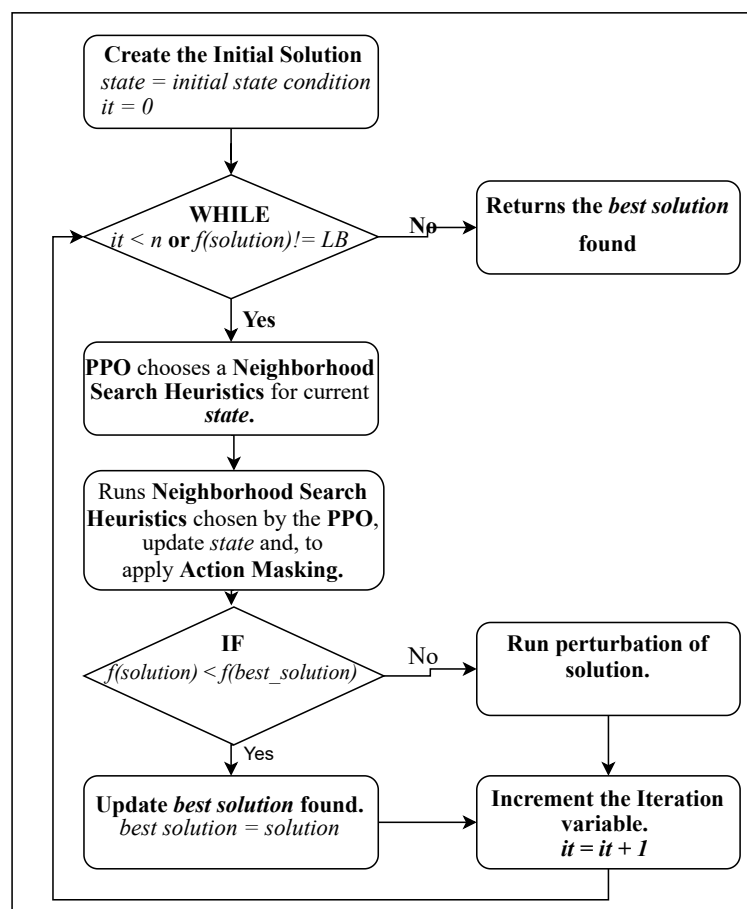 Create the Initial Solution
state = initial state condition
it = 0
WHILE
it < n or f(solution)!= LB
No
Returns the best solution
found
Yes
PPO chooses a Neighborhood
Search Heuristics for current
state.
Runs Neighborhood Search
Heuristics chosen by the PPO,
update state and, to
apply Action Masking.
IF
f(solution) < f(best_solution)
No
Run perturbation of
solution.
Yes
Update best solution found.
best solution = solution
Increment the Iteration
variable.
it = it + 1